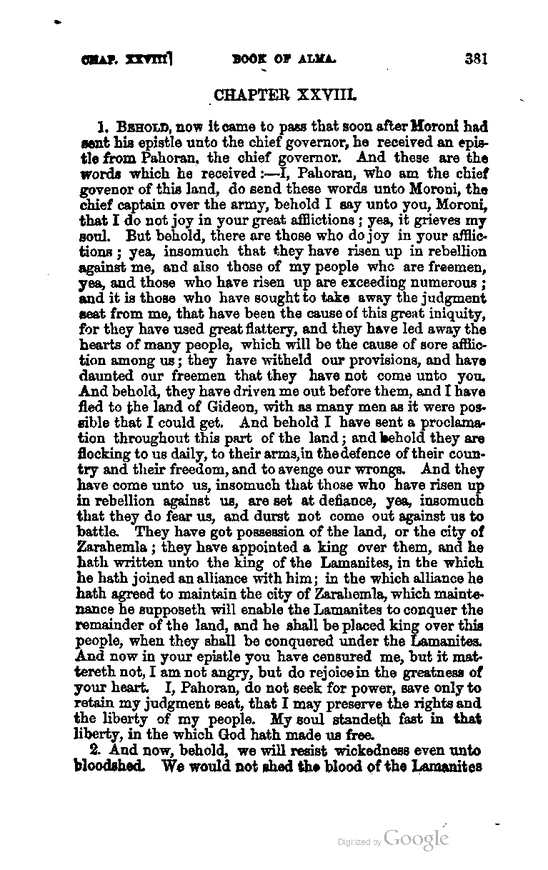 CHAP. XXVIII]
BOOK OF ALMA.
381
CHAPTER XXVIII.
1. BEHOLD, now it came to pass that soon after Moroni had
sent his epistle unto the chief governor, he received an epis-
tle from Pahoran, the chief governor. And these are the
words which he received :—I, Pahoran, who am the chief
govenor of this land, do send these words unto Moroni, the
chief captain over the army, behold I say unto you, Moroni,
that I do not joy in your great afflictions ; yea, it grieves my
soul. But behold, there are those who do joy in your afflic-
tions ; yea, insomuch that they have risen up in rebellion
against me, and also those of my people who are freemen,
yea, and those who have risen up are exceeding numerous ;
and it is those who have sought to take away the judgment
seat from me, that have been the cause of this great iniquity,
for they have used great flattery, and they have led away the
hearts of many people, which will be the cause of sore afflic-
tion among us ; they have witheld our provisions, and have
daunted our freemen that they have not come unto you.
And behold, they have driven me out before them, and I have
fled to the land of Gideon, with as many men as it were pos-
sible that I could get. And behold I have sent a proclama-
tion throughout this part of the land ; and behold they are
flocking to us daily, to their arms, in the defence of their coun-
try and their freedom, and to avenge our wrongs. And they
have come unto us, insomuch that those who have risen up
in rebellion against us, are set at defiance, yea, insomuch
that they do fear us, and durst not come out against us to
battle. They have got possession of the land, or the city of
Zarahemla ; they have appointed a king over them, and he
hath written unto the king of the Lamanites, in the which
he hath joined an alliance with him ; in the which alliance he
hath agreed to maintain the city of Zarahemla, which mainte-
nance he supposeth will enable the Lamanites to conquer the
remainder of the land, and he shall be placed king over this
people, when they shall be conquered under the Lamanites.
And now in your epistle you have censured me, but it mat-
tereth not, I am not angry, but do rejoice in the greatness of
your heart. I, Pahoran, do not seek for power, save only to
retain my judgment seat, that I may preserve the rights and
the liberty of my people. My soul standeth fast in that
liberty, in the which God hath made us free.
2. And now, behold, we will resist wickedness even unto
bloodshed. We would not shed the blood of the Lamanites
Digitized by Google